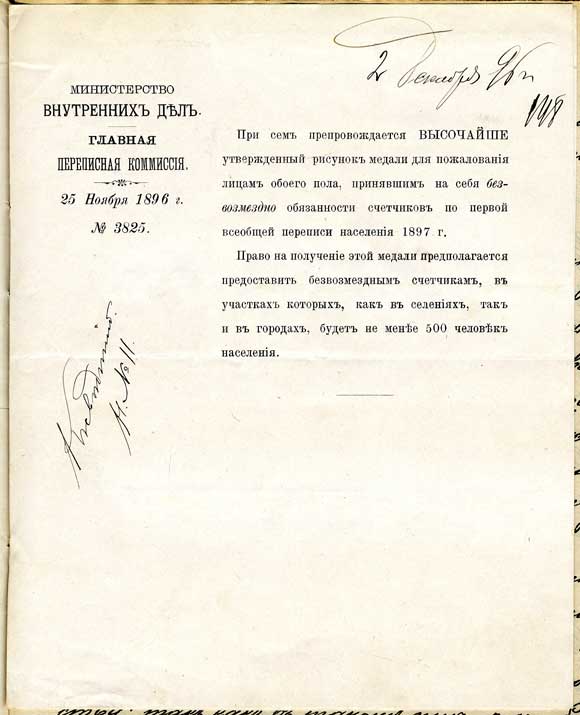 2 Декабря 96 г.
198
МИНИСТЕРСТВО
ВНУТРЕННИХЪ ДѢЛЪ.
ГЛАВНАЯ
ПЕРЕПИСНАЯ КОММИССІЯ.
25 Ноября 1896 г.
№ 3825.
При семъ препровождается ВЫСОЧАЙШЕ
утвержденный рисунокъ медали для пожалованія
лицамъ обоего пола, принявшимъ на себя без-
возмездно обязанности счетчиковъ по первой
всеобщей переписи населенія 1897 г.
Право на полученіе этой медали предполагается
предоставить безвозмезднымъ счетчикамъ, въ
участкахъ которыхъ, какъ въ селеніяхъ, такъ
и въ городахъ, будетъ не менѣе 500 человѣкъ
населенія.